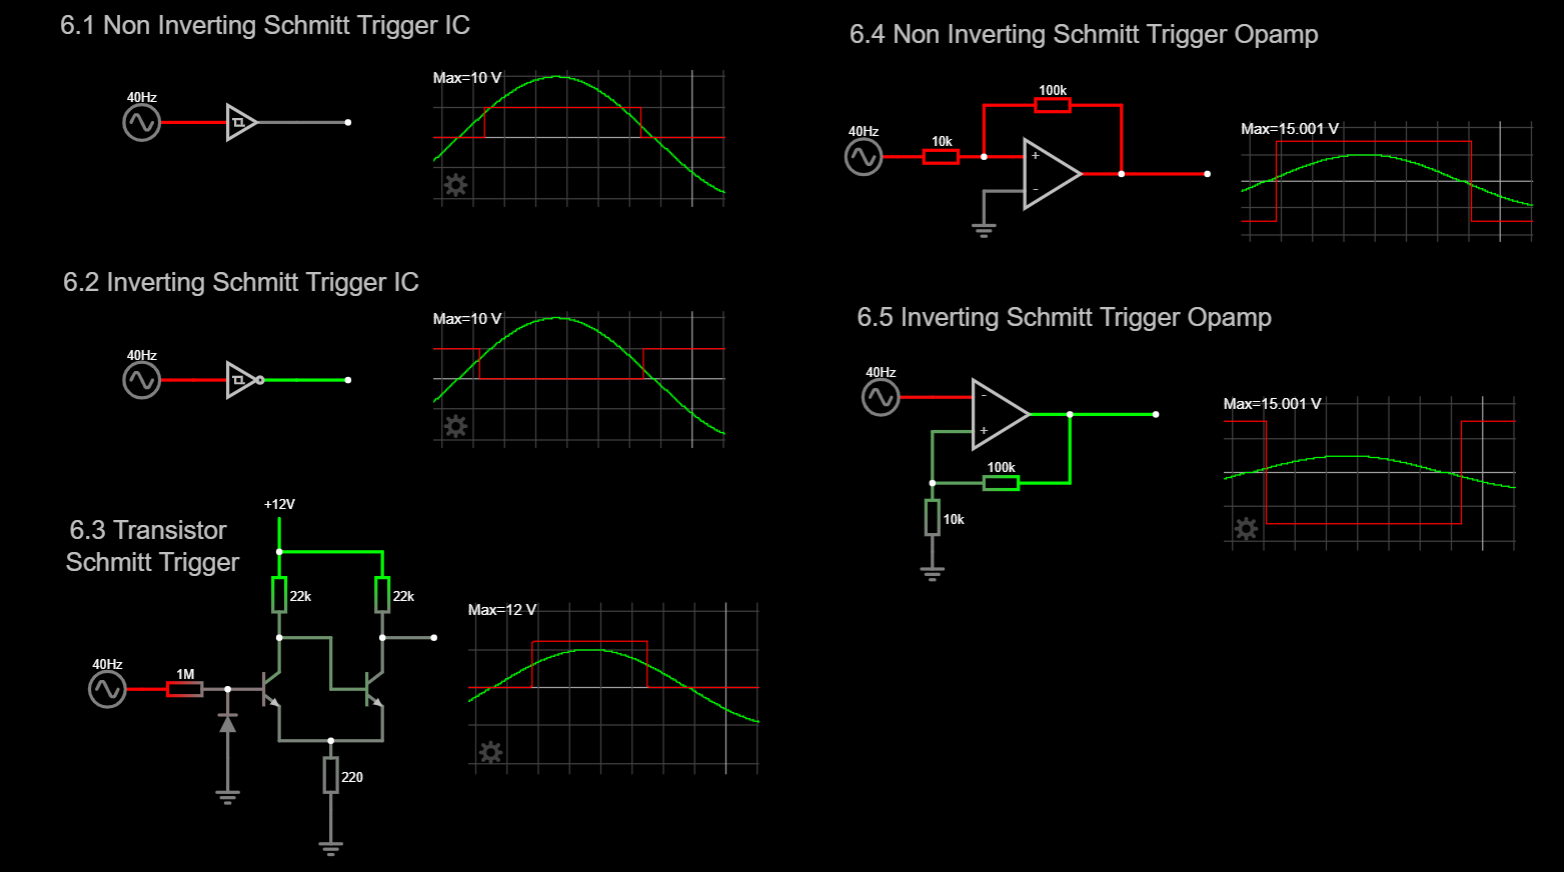 6.1 Non Inverting Schmitt Trigger IC
40Hz
Max=10 V
6.2 Inverting Schmitt Trigger IC
40Hz
Max=10 V
6.3 Transistor
Schmitt Trigger
+12V
22k
22k
40Hz
1M
220
Max=12 V
6.4 Non Inverting Schmitt Trigger Opamp
40Hz
10k
100k
+
-
Max=15.001 V
6.5 Inverting Schmitt Trigger Opamp
40Hz
-
+
100k
10k
Max=15.001 V